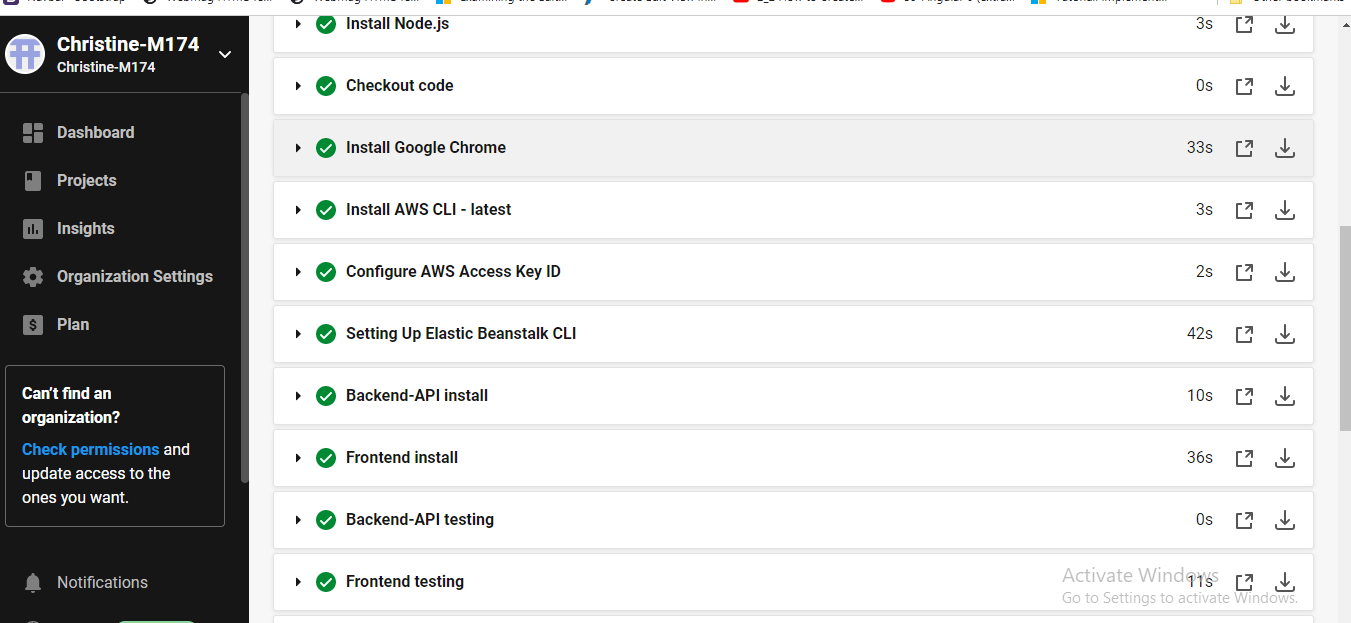 Christine-M174
Christine-M174
Dashboard
Projects
Insights
Organization Settings
Plan
Can't find an
organization?
Check permissions and
update access to the
ones you want.
Notifications
Install Node.js 3s
Checkout code 0s
Install Google Chrome 33s
Install AWS CLI - latest 3s
Configure AWS Access Key ID 2s
Setting Up Elastic Beanstalk CLI 42s
Backend-API install 10s
Frontend install 36s
Backend-API testing 0s
Frontend testing 11s
Activate Windows
Go to Settings to activate Windows.